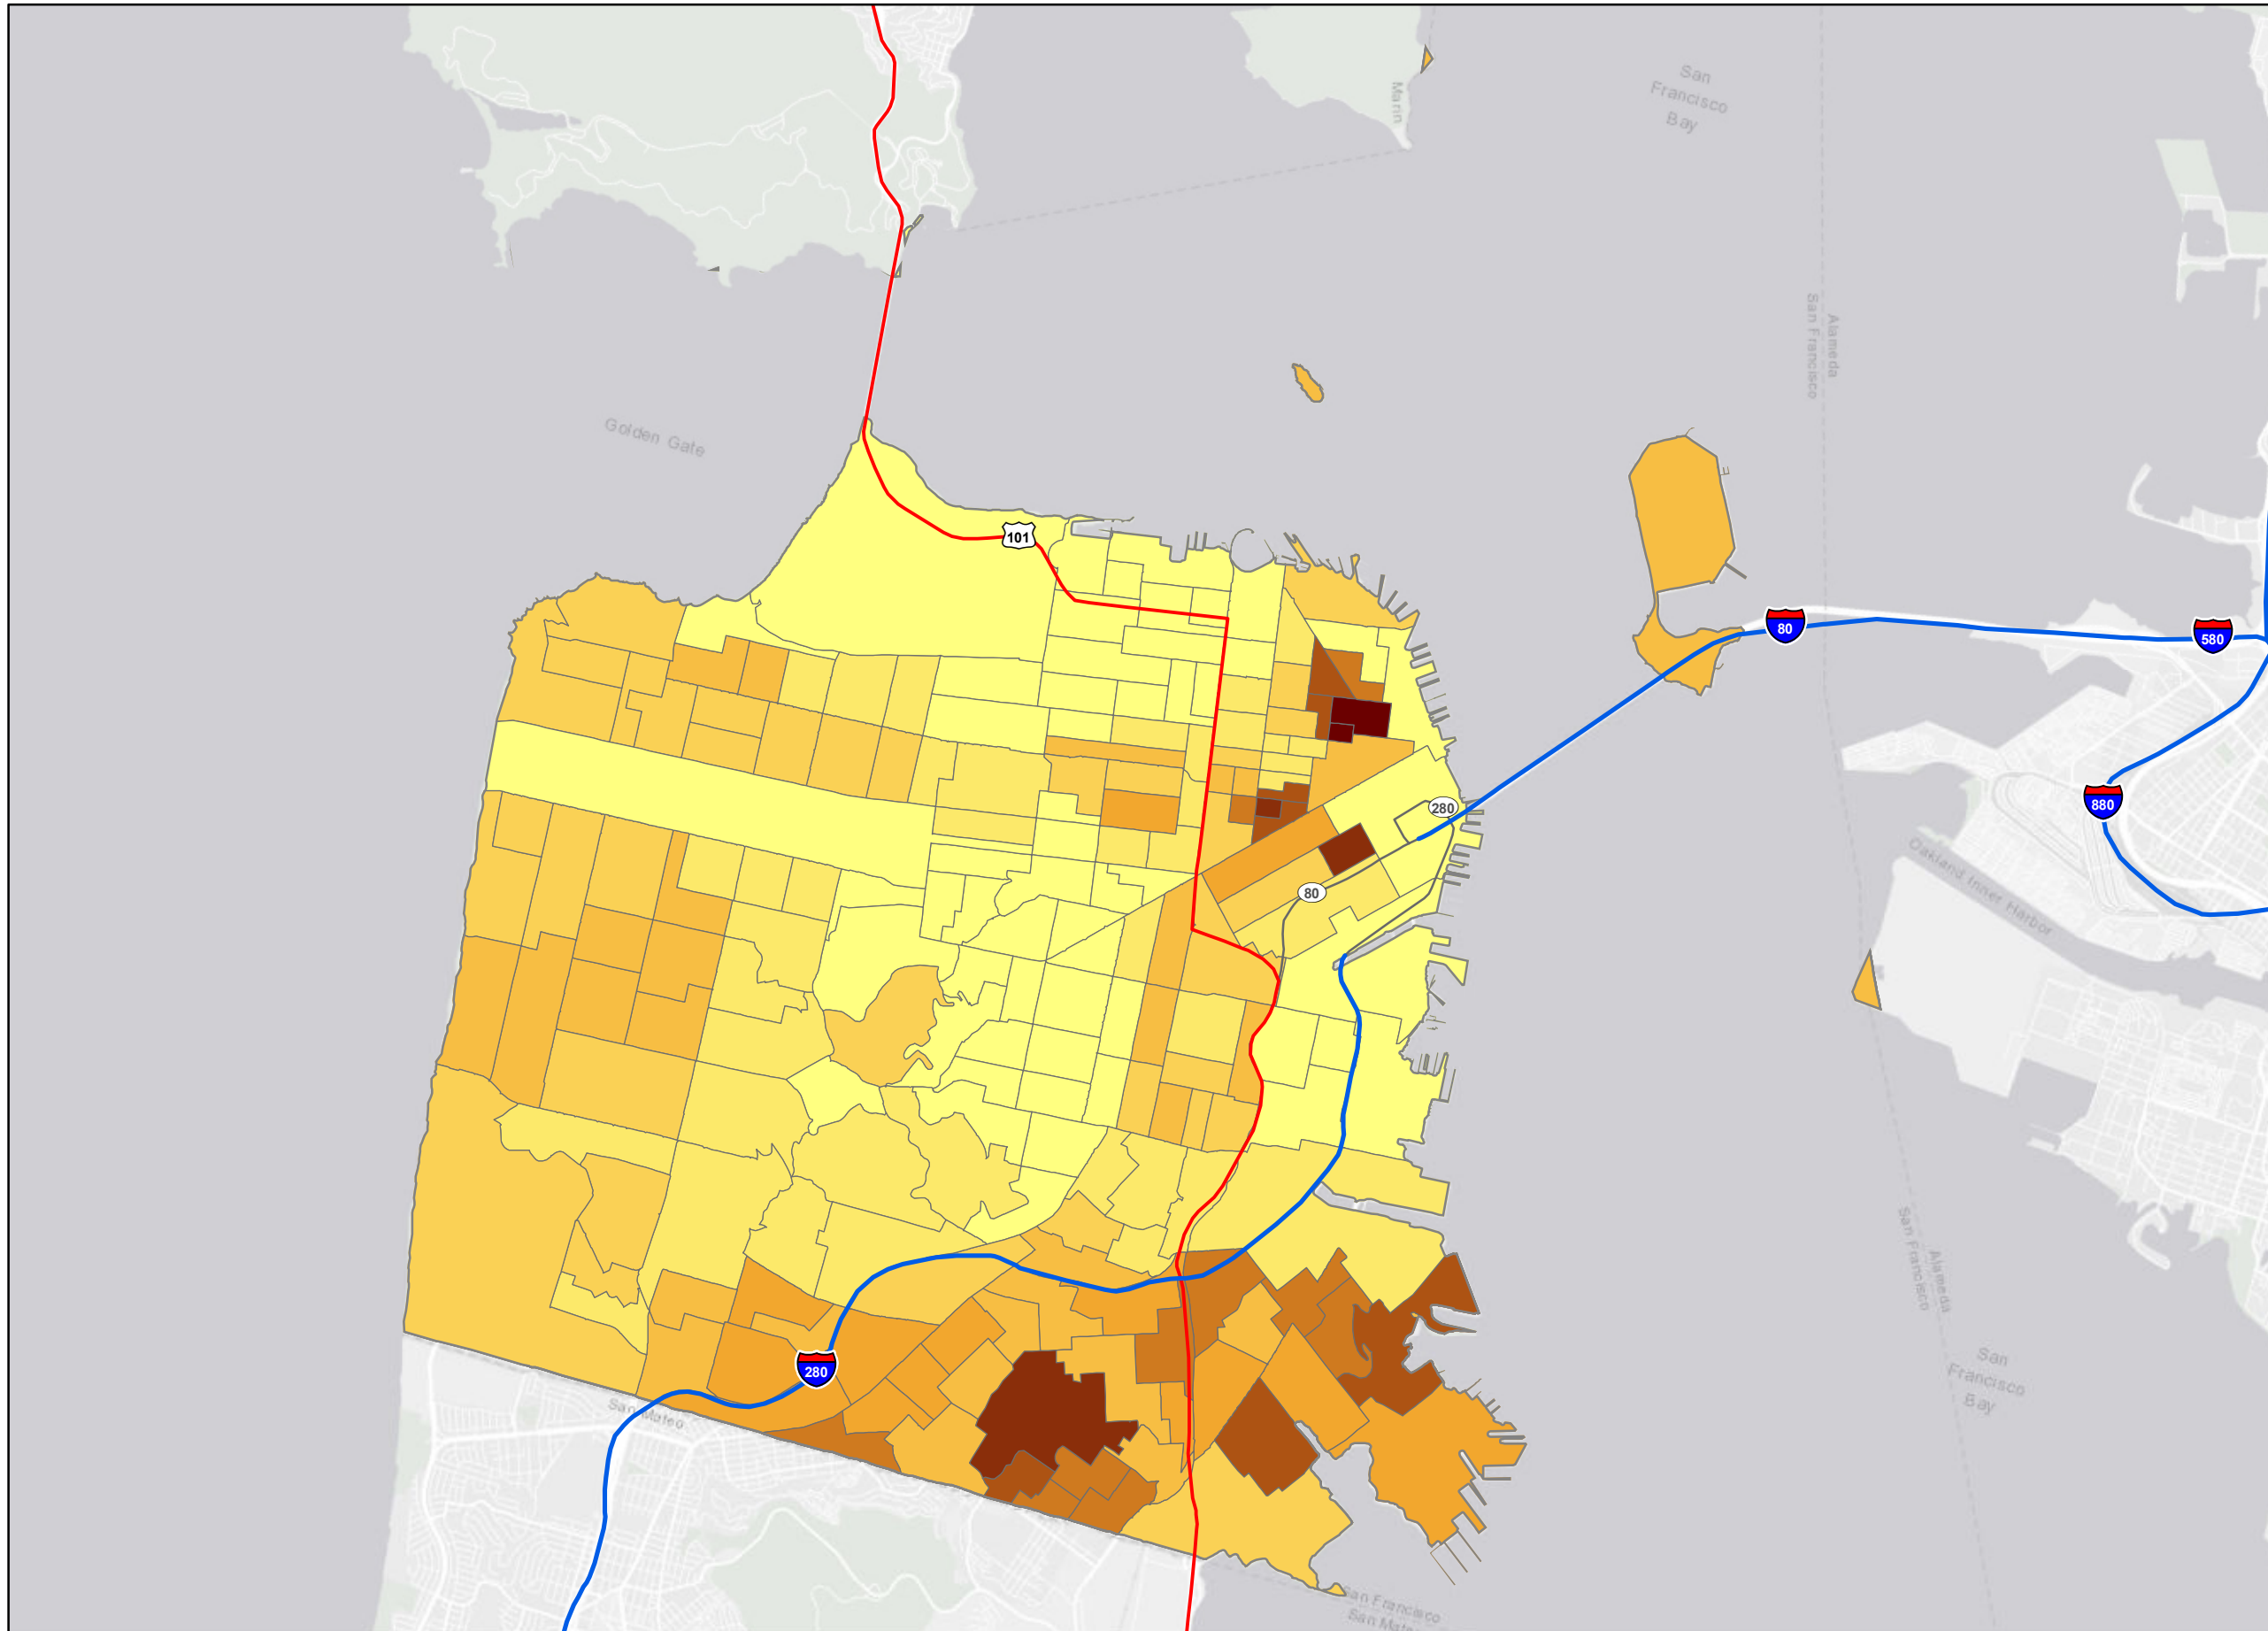 Marin
San
Francisco
Bay
Alameda
San Francisco
Golden Gate
101
80
580
280
880
80
Oakland Inner Harbor
San Francisco
Alameda
280
San Mateo
San
Francisco
Bay
San Francisco
San Mateo